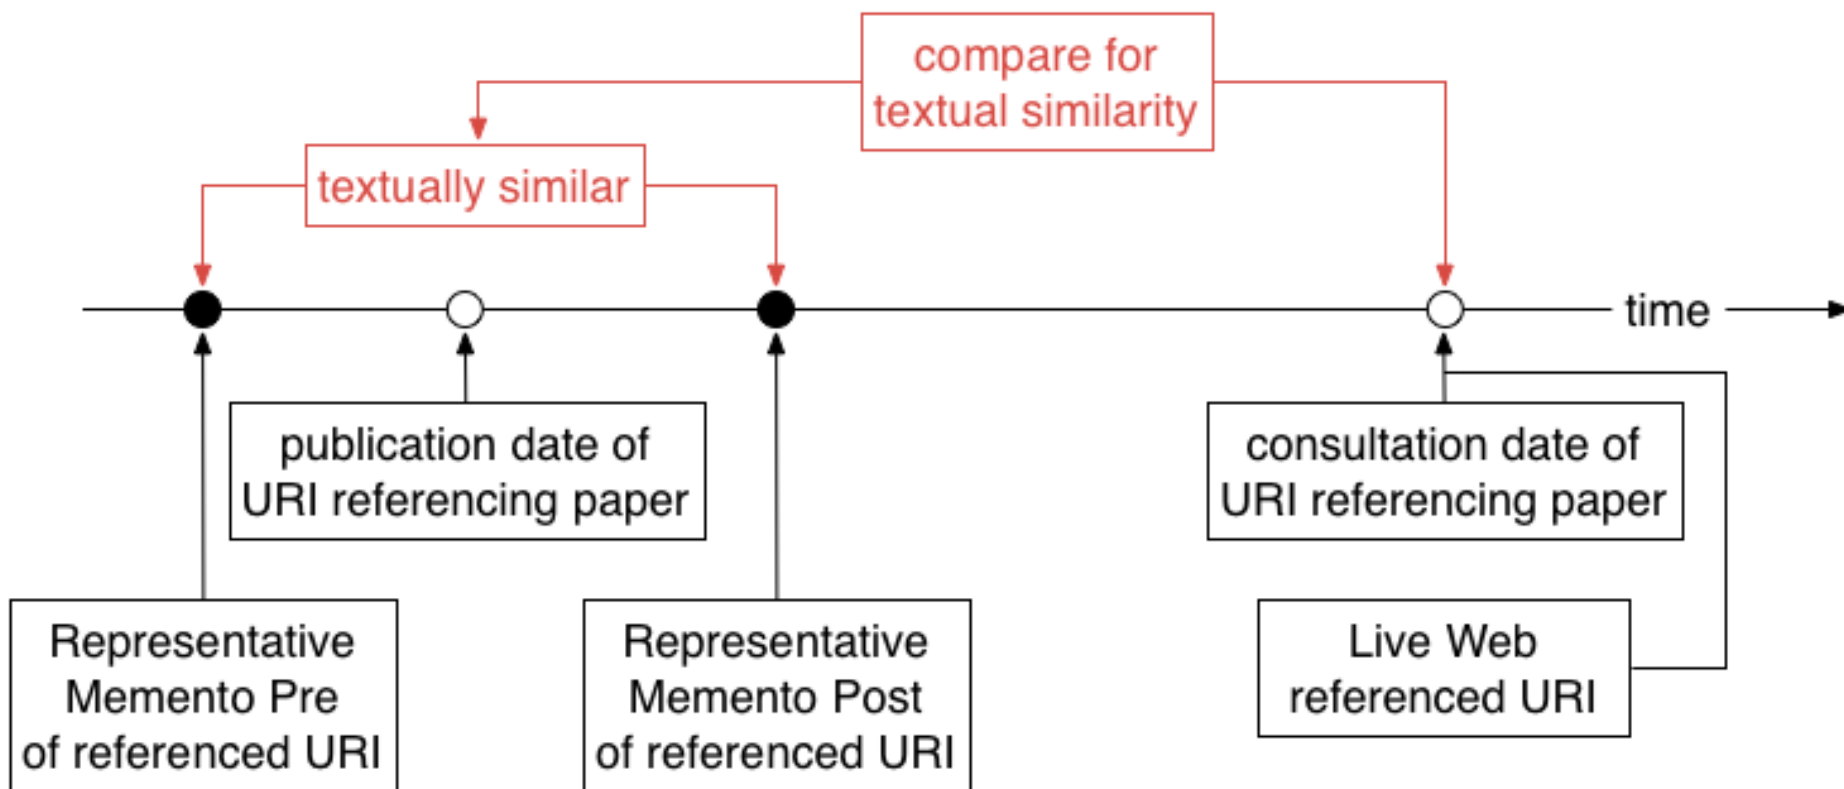 compare for
textual similarity
textually similar
time
publication date of
URI referencing paper
consultation date of
URI referencing paper
Representative
Memento Pre
of referenced URI
Representative
Memento Post
of referenced URI
Live Web
referenced URI